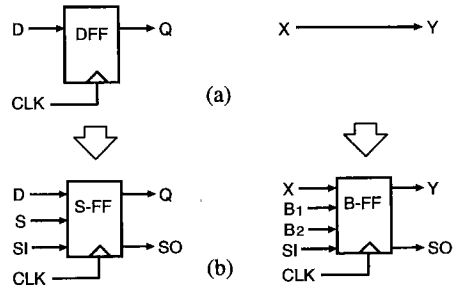 D DFF Q X Y
CLK
(a)
D S-FF Q X B-FF Y
S B1
SI SO B2
CLK (b) SI SO
CLK